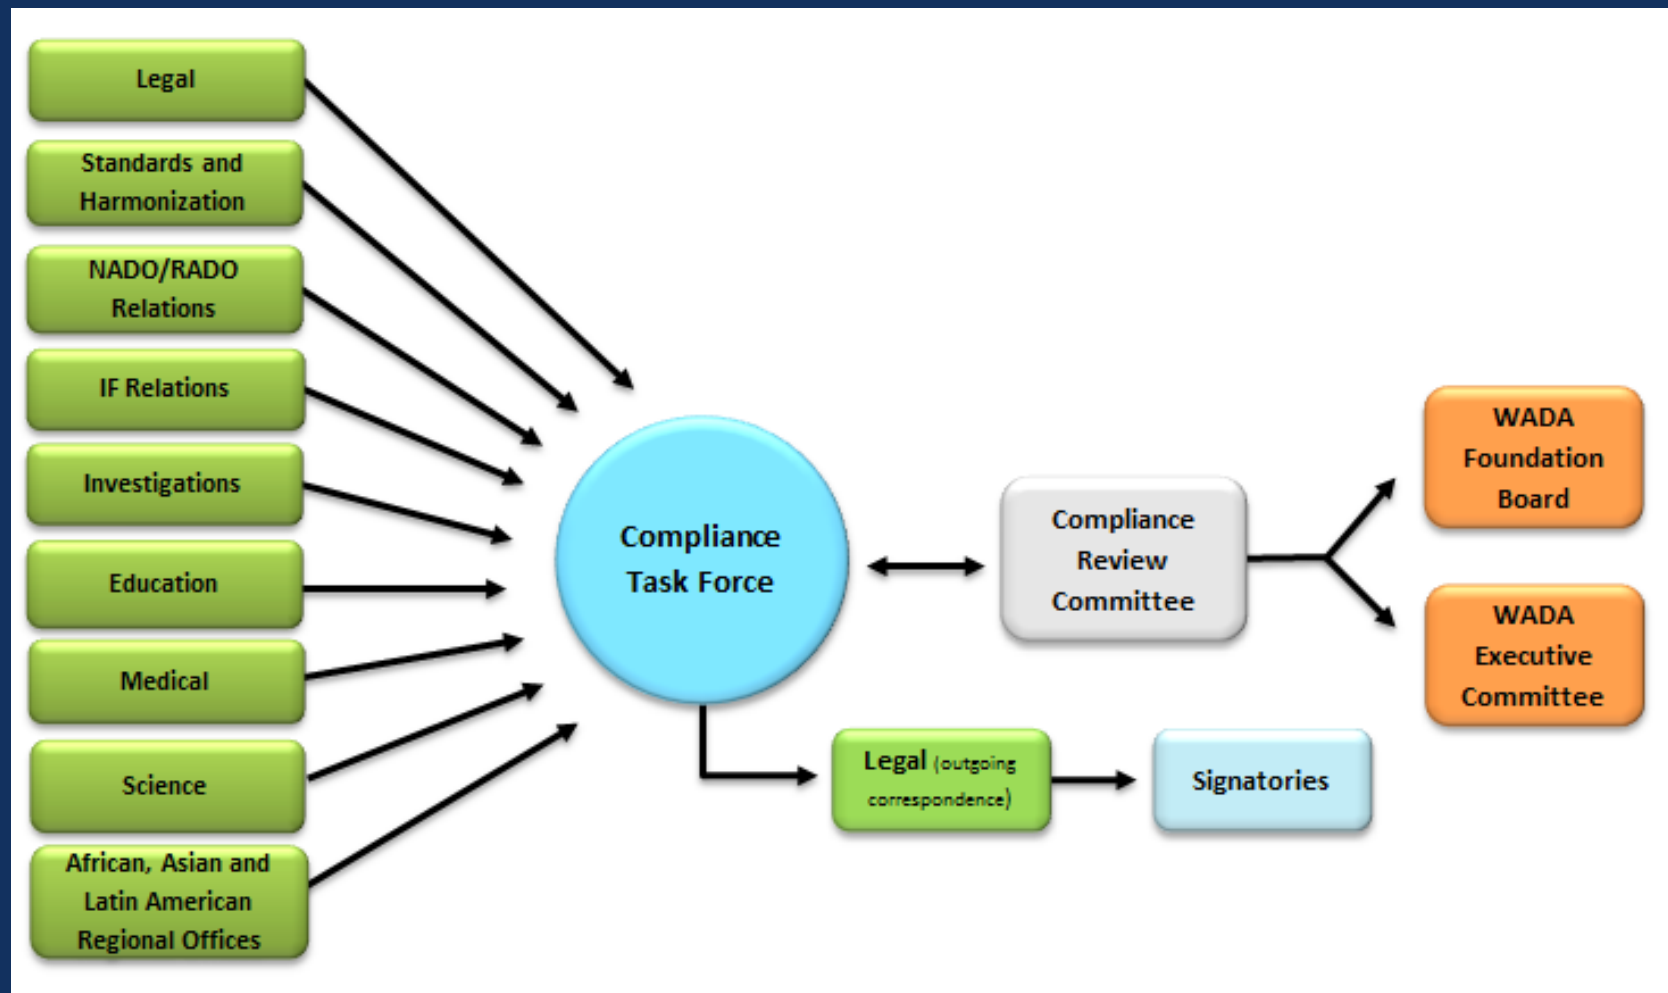 Legal
Standards and
Harmonization
NADO/RADO
Relations
IF Relations
Investigations
Education
Medical
Science
African, Asian and
Latin American
Regional Offices
Compliance
Task Force
Compliance
Review
Committee
WADA
Foundation
Board
WADA
Executive
Committee
Legal (outgoing
correspondence)
Signatories